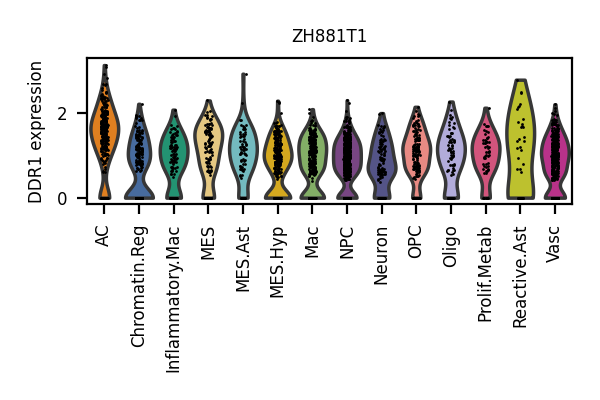 ZH881T1
DDR1 expression
2
0
AC
Chromatin.Reg
Inflammatory.Mac
MES
MES.Ast
MES.Hyp
Mac
NPC
Neuron
OPC
Oligo
Prolif.Metab
Reactive.Ast
Vasc